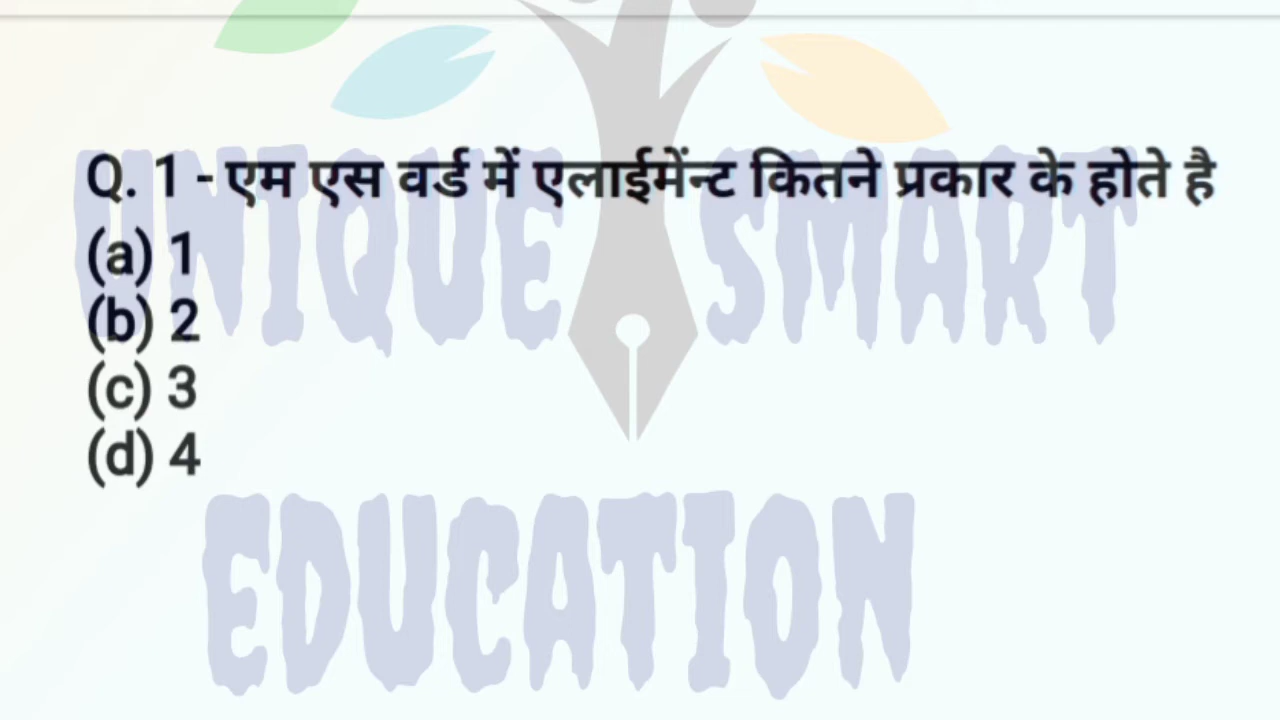 Q. 1 - एम एस वर्ड में एलाईमेंन्ट कितने प्रकार के होते है
(a) 1
(b) 2
(c) 3
(d) 4
UNIQUE SMART
EDUCATION